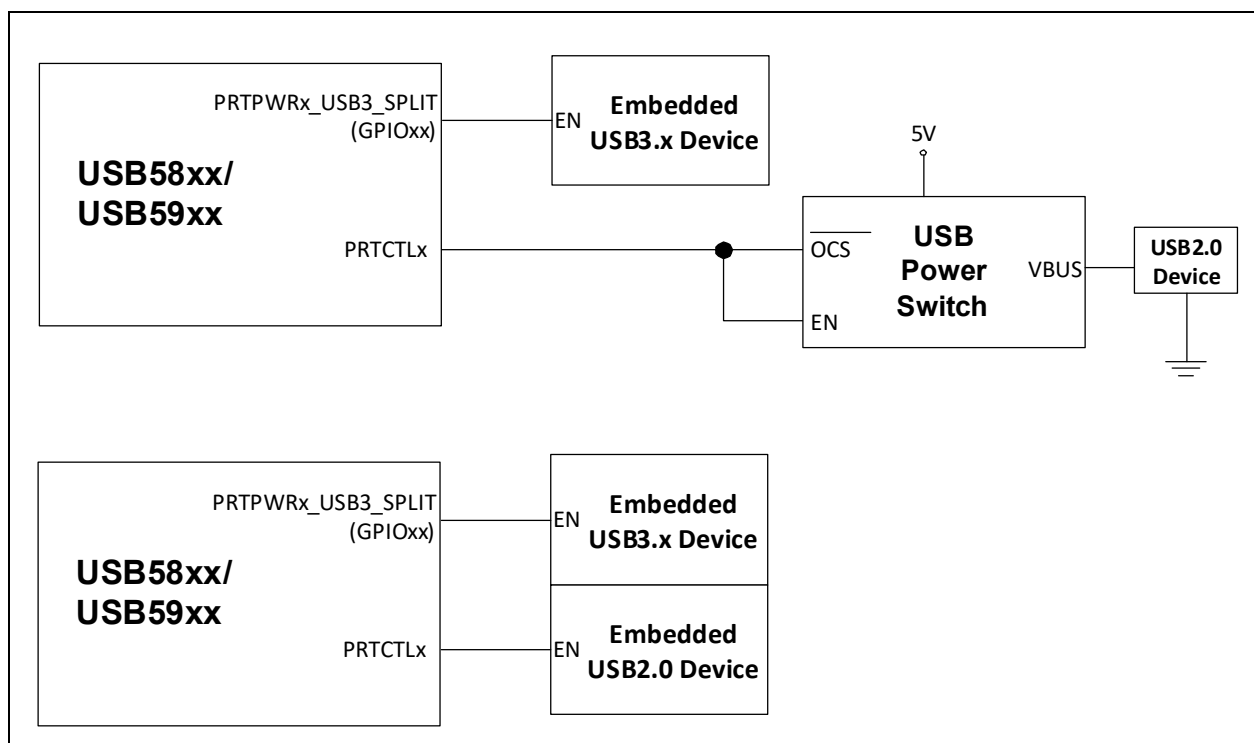 PRTPWRx_USB3_SPLIT
(GPIOxx)
USB58xx/
USB59xx
PRTCTLx
EN
Embedded
USB3.x Device
5V
OCS
EN
USB
Power
Switch
VBUS
USB2.0
Device
PRTPWRx_USB3_SPLIT
(GPIOxx)
USB58xx/
USB59xx
PRTCTLx
EN
Embedded
USB3.x Device
EN
Embedded
USB2.0 Device